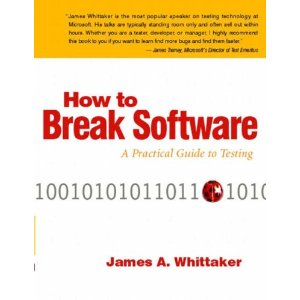 "James Whittaker is the most popular speaker on testing technology at
Microsoft. His talks are typically standing room only and often sell out within
hours. Whether you are a tester, developer, or manager, I highly recommend
this book to you if you want to learn find more bugs and find them faster."
— James Tierney, Microsoft's Director of Test Emeritus
How to
Break Software
A Practical Guide to Testing
10010101011011 1010
James A. Whittaker